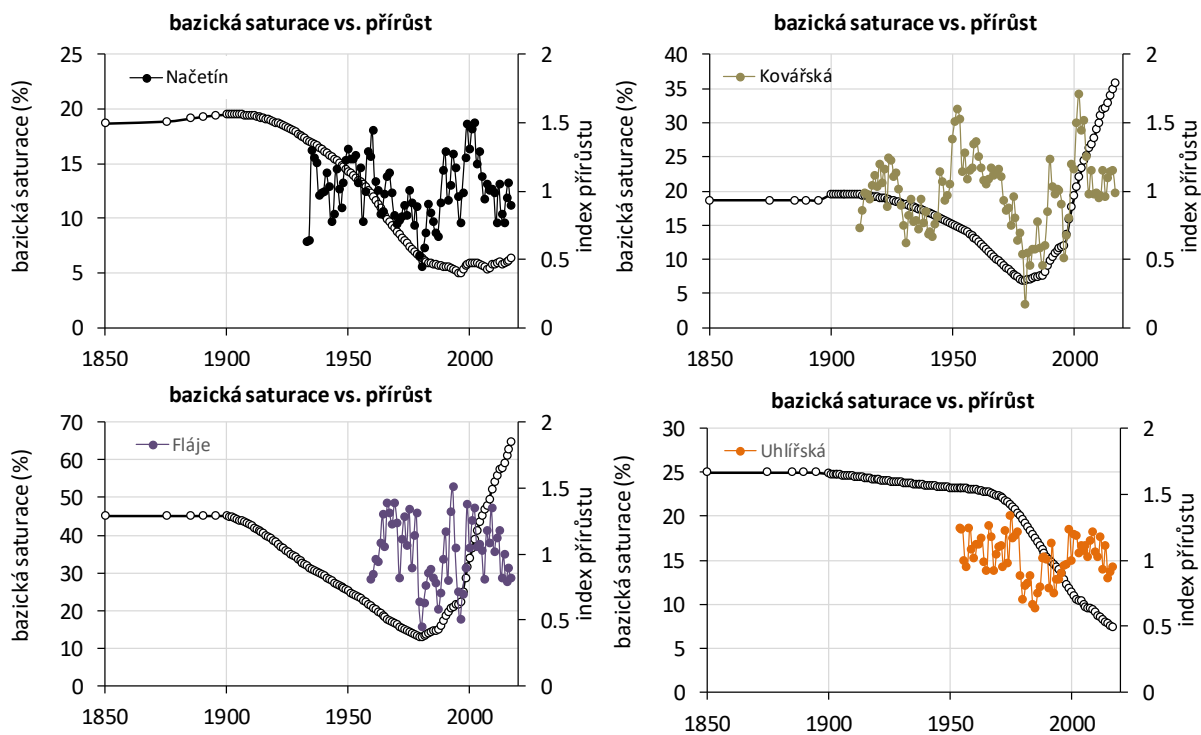 bazická saturace vs. přírůst
bazická saturace (%)
25
20
15
10
5
0
Načetín
2
1.5
1
0.5
0
index přírůstu
1850 1900 1950 2000
bazická saturace vs. přírůst
bazická saturace (%)
40
35
30
25
20
15
10
5
0
Kovářská
2
1.5
1
0.5
0
index přírůstu
1850 1900 1950 2000
bazická saturace vs. přírůst
bazická saturace (%)
70
60
50
40
30
20
10
0
Fláje
2
1.5
1
0.5
0
index přírůstu
1850 1900 1950 2000
bazická saturace vs. přírůst
bazická saturace (%)
30
25
20
15
10
5
0
Uhlířská
2
1.5
1
0.5
0
index přírůstu
1850 1900 1950 2000